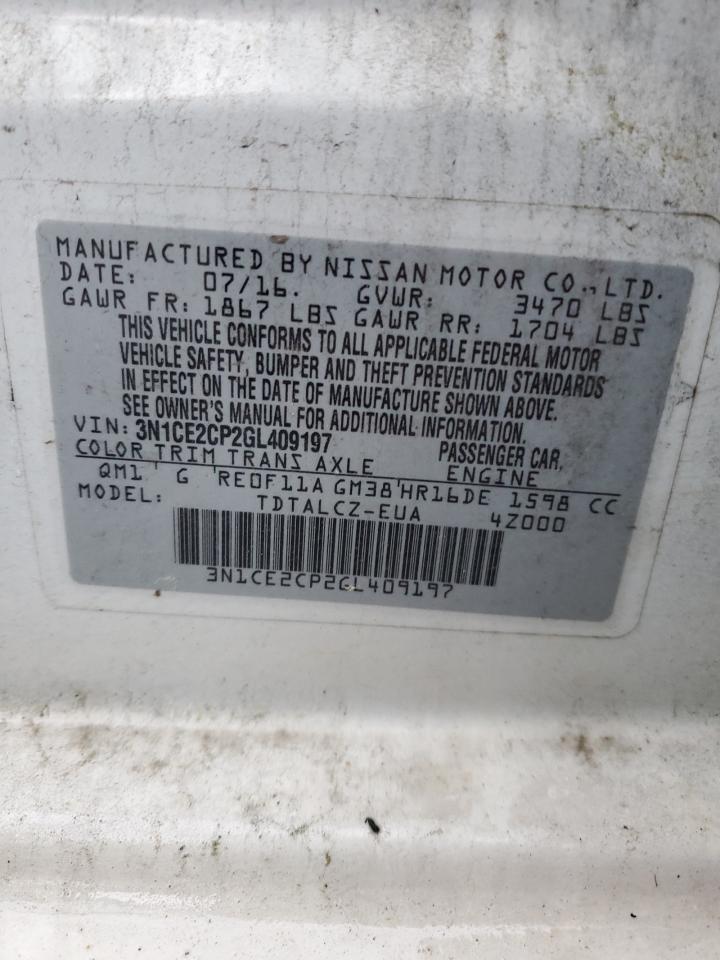 MANUFACTURED BY NISSAN MOTOR CO., LTD.
DATE: 07/16. GVWR: 3470 LBS
GAWR FR: 1867 LBS GAWR RR: 1704 LBS
THIS VEHICLE CONFORMS TO ALL APPLICABLE FEDERAL MOTOR
VEHICLE SAFETY, BUMPER AND THEFT PREVENTION STANDARDS
IN EFFECT ON THE DATE OF MANUFACTURE SHOWN ABOVE.
SEE OWNER'S MANUAL FOR ADDITIONAL INFORMATION.
VIN: 3N1CE2CP2GL409197 PASSENGER CAR,
COLOR TRIM TRANS AXLE ENGINE
QM1 G RE0F11A GM38 HR16DE 1598 CC
MODEL: TDTALCZ-EUA 4Z000
3N1CE2CP2GL409197